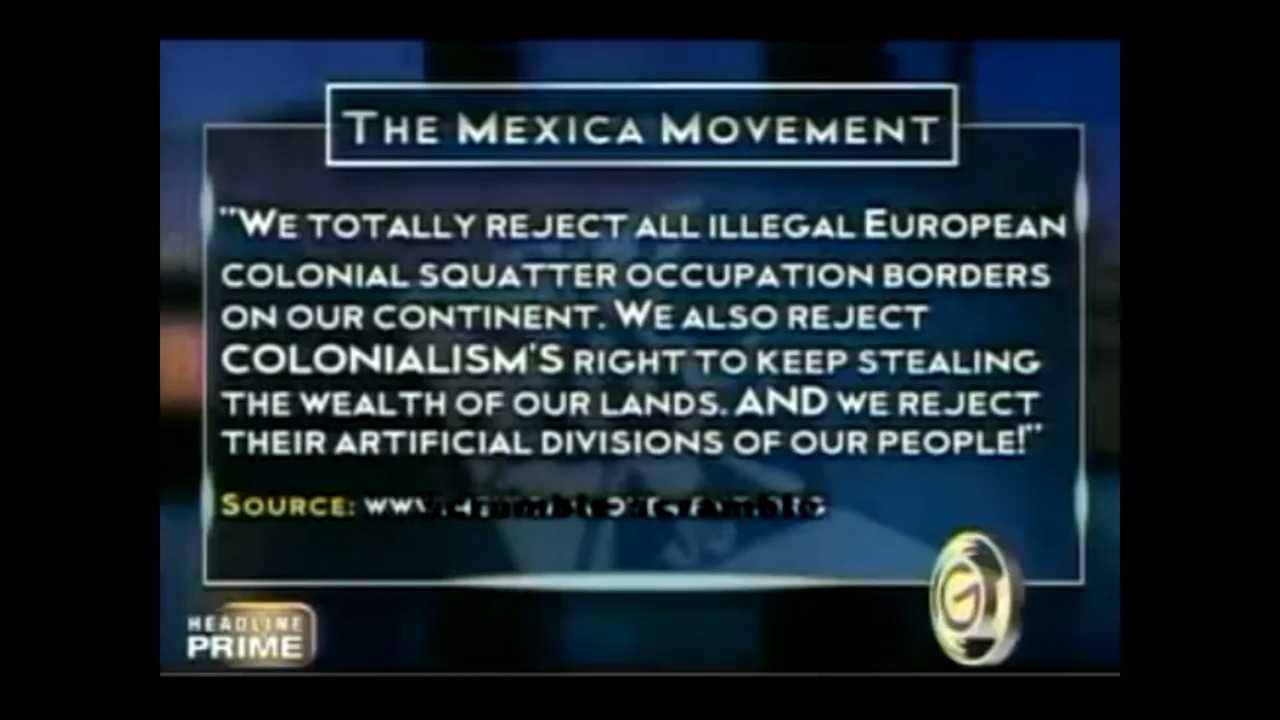 THE MEXICA MOVEMENT
"WE TOTALLY REJECT ALL ILLEGAL EUROPEAN
COLONIAL SQUATTER OCCUPATION BORDERS
ON OUR CONTINENT. WE ALSO REJECT
COLONIALISM'S RIGHT TO KEEP STEALING
THE WEALTH OF OUR LANDS. AND WE REJECT
THEIR ARTIFICIAL DIVISIONS OF OUR PEOPLE!"
SOURCE:
HEADLINE
PRIME